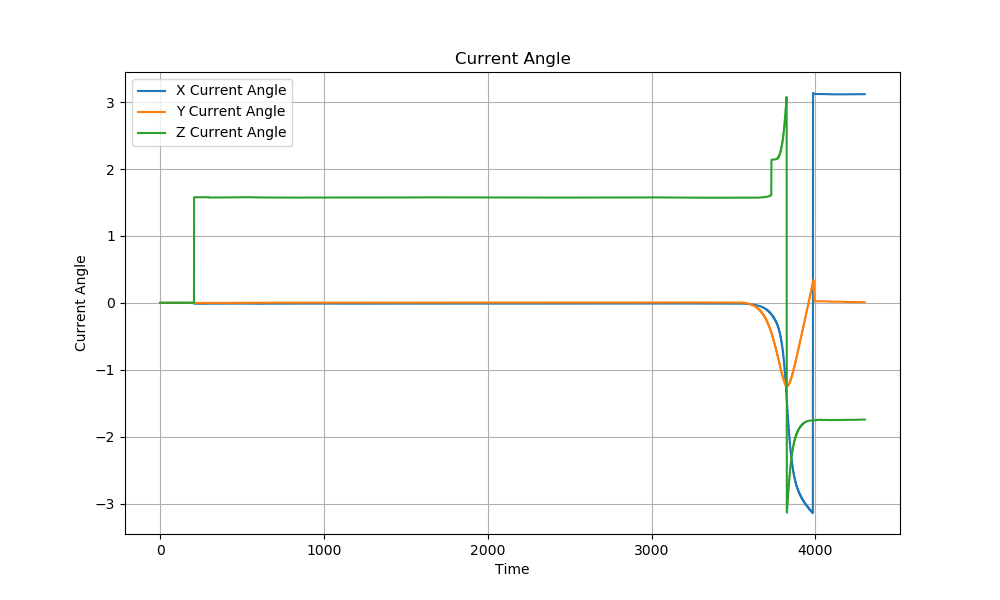 Current Angle
X Current Angle
Y Current Angle
Z Current Angle
3
2
1
0
−1
−2
−3
Current Angle
0 1000 2000 3000 4000
Time